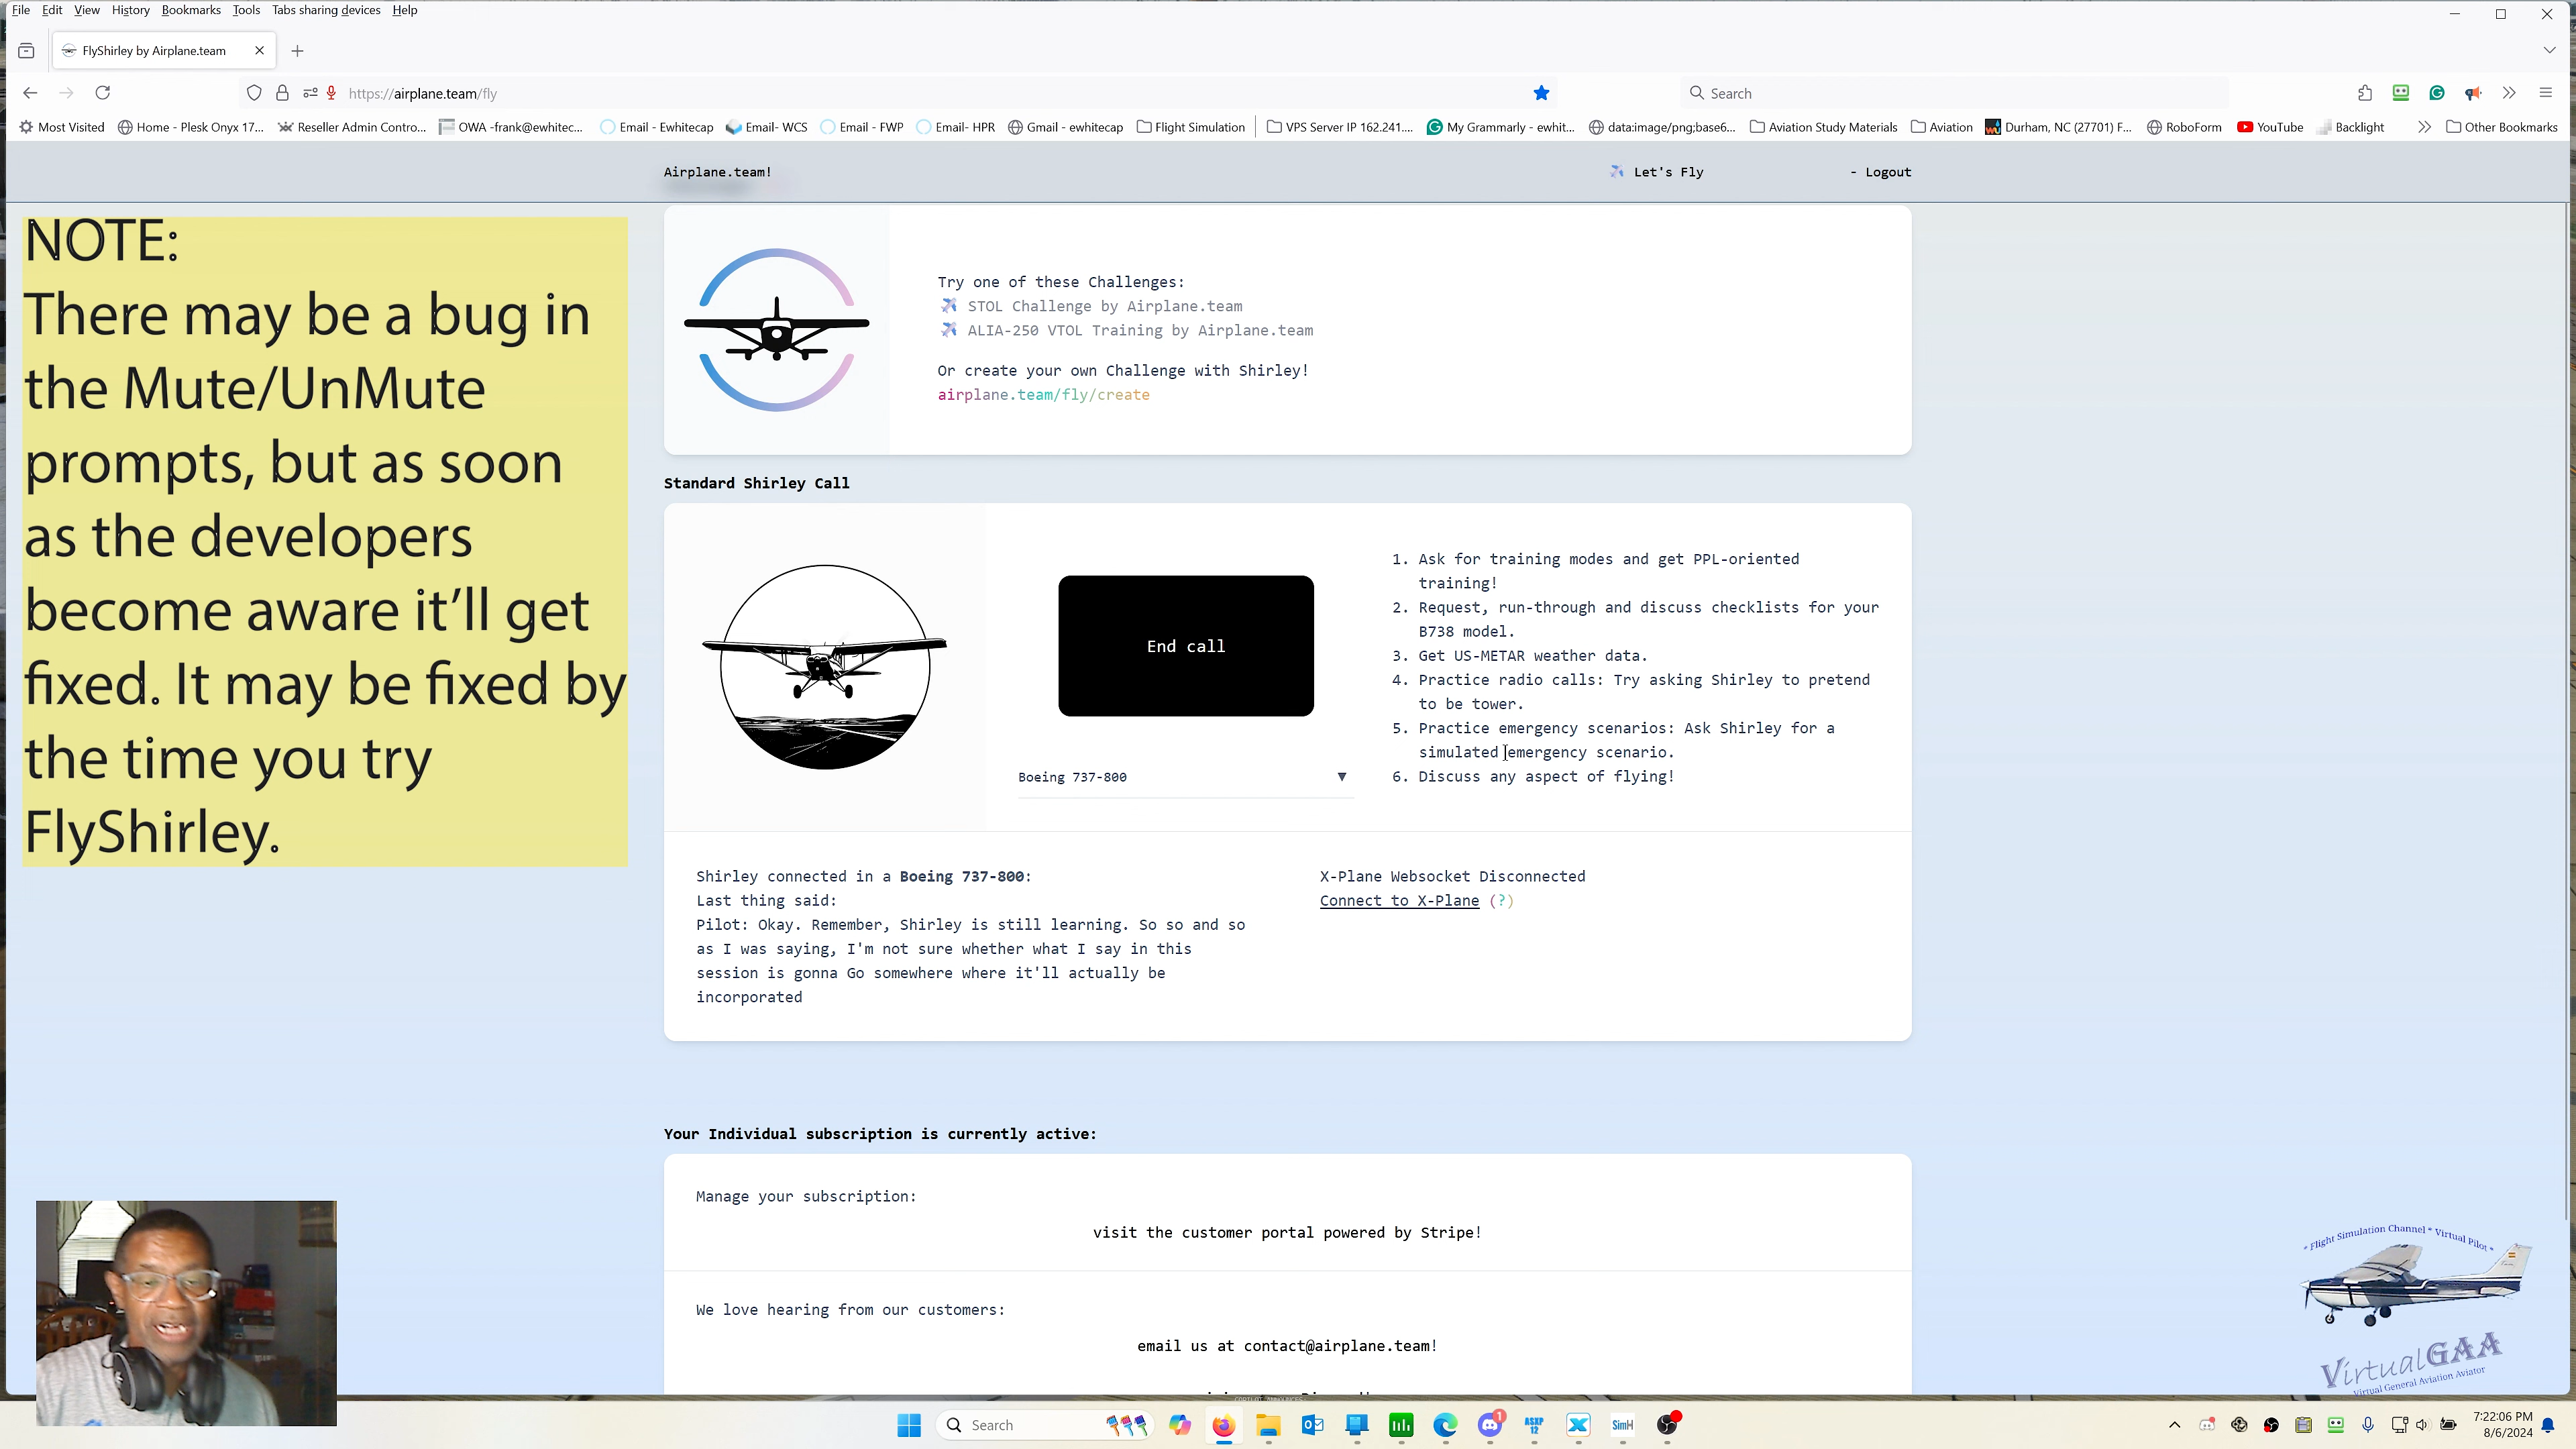 File Edit View History Bookmarks Tools Tabs sharing devices Help
FlyShirley by Airplane.team
https://airplane.team/fly
Search
Most Visited Home - Plesk Onyx 17... Reseller Admin Contro... OWA -frank@ewhitec... Email - Ewhitecap Email- WCS Email - FWP Email- HPR Gmail - ewhitecap Flight Simulation VPS Server IP 162.241.... My Grammarly - ewhit... data:image/png;base6... Aviation Study Materials Aviation Durham, NC (27701) F... RoboForm YouTube Backlight Other Bookmarks
Airplane.team! Let's Fly - Logout
NOTE:
There may be a bug in
the Mute/UnMute
prompts, but as soon
as the developers
become aware it’ll get
fixed. It may be fixed by
the time you try
FlyShirley.
Try one of these Challenges:
STOL Challenge by Airplane.team
ALIA-250 VTOL Training by Airplane.team
Or create your own Challenge with Shirley!
airplane.team/fly/create
Standard Shirley Call
End call
Boeing 737-800
1. Ask for training modes and get PPL-oriented
training!
2. Request, run-through and discuss checklists for your
B738 model.
3. Get US-METAR weather data.
4. Practice radio calls: Try asking Shirley to pretend
to be tower.
5. Practice emergency scenarios: Ask Shirley for a
simulated emergency scenario.
6. Discuss any aspect of flying!
Shirley connected in a Boeing 737-800:
Last thing said:
Pilot: Okay. Remember, Shirley is still learning. So so and so
as I was saying, I'm not sure whether what I say in this
session is gonna Go somewhere where it'll actually be
incorporated
X-Plane Websocket Disconnected
Connect to X-Plane (?)
Your Individual subscription is currently active:
Manage your subscription:
visit the customer portal powered by Stripe!
We love hearing from our customers:
email us at contact@airplane.team!
* Flight Simulation Channel * Virtual Pilot *
VirtualGAA
Virtual General Aviation Aviator
Search
1
ASXP
12
SimH
7:22:06 PM
8/6/2024